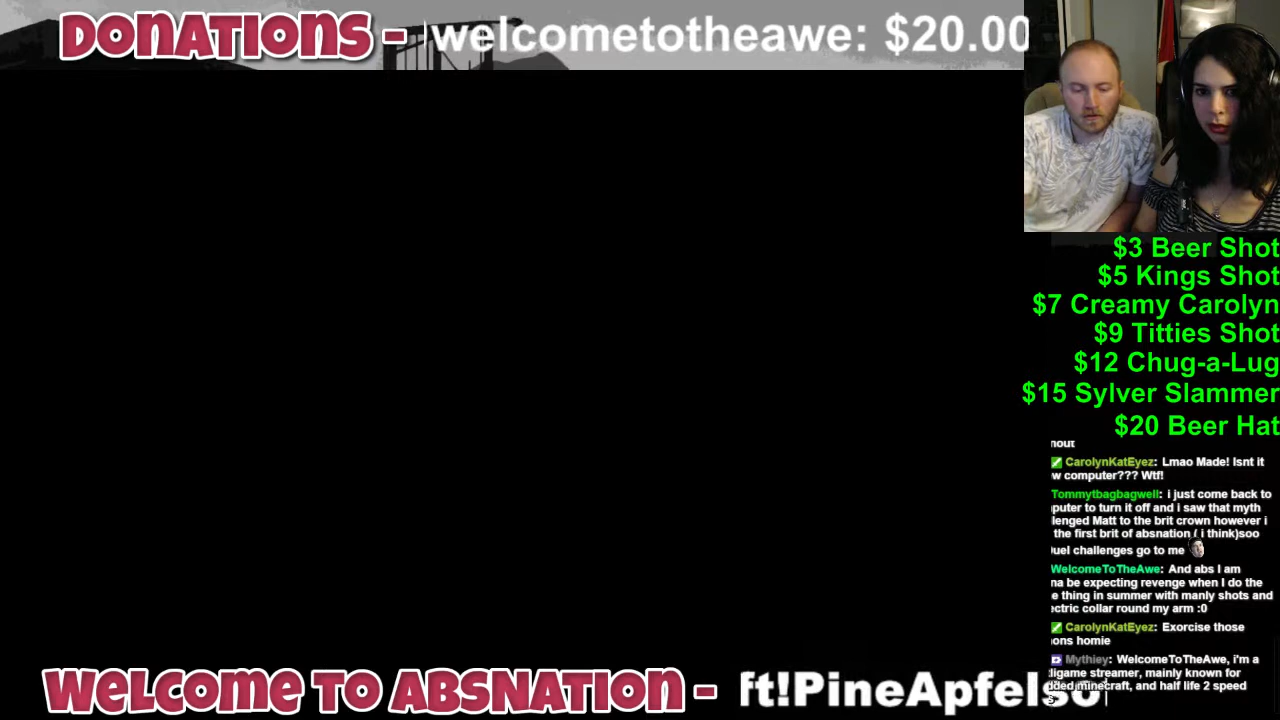 DONATIONS - welcometotheawe: $20.00
$3 Beer Shot
$5 Kings Shot
$7 Creamy Carolyn
$9 Titties Shot
$12 Chug-a-Lug
$15 Sylver Slammer
$20 Beer Hat
nout
CarolynKatEyez: Lmao Made! Isnt it
w computer??? Wtf!
Tommytbagbagwell: i just come back to
puter to turn it off and i saw that myth
lenged Matt to the brit crown however i
the first brit of absnation ( i think)soo
uel challenges go to me
WelcomeToTheAwe: And abs I am
na be expecting revenge when I do the
e thing in summer with manly shots and
ectric collar round my arm :0
CarolynKatEyez: Exorcise those
ons homie
Mythiey: WelcomeToTheAwe, i'm a
igame streamer, mainly known for
dded minecraft, and half life 2 speed
WELCOME TO ABSNATION - ft!PineApfel